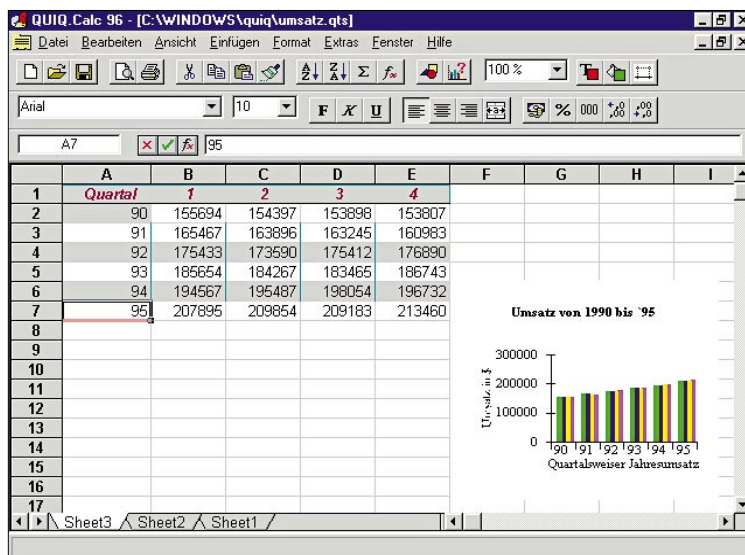 QUIQ.Calc 96 - [C:\WINDOWS\quiq\umsatz.qts]
Datei Bearbeiten Ansicht Einfügen Format Extras Fenster Hilfe
100 %
Arial 10 F K U % 000
A7 95
A B C D E F G H I
1 Quartal 1 2 3 4
2 90 155694 154397 153898 153807
3 91 165467 163896 163245 160983
4 92 175433 173590 175412 176890
5 93 185654 184267 183465 186743
6 94 194567 195487 198054 196732
7 95 207895 209854 209183 213460
8
9
10
11
12
13
14
15
16
17
Umsatz von 1990 bis `95
Umsatz in $
300000
200000
100000
0
90 91 92 93 94 95
Quartalsweiser Jahresumsatz
Sheet3 Sheet2 Sheet1